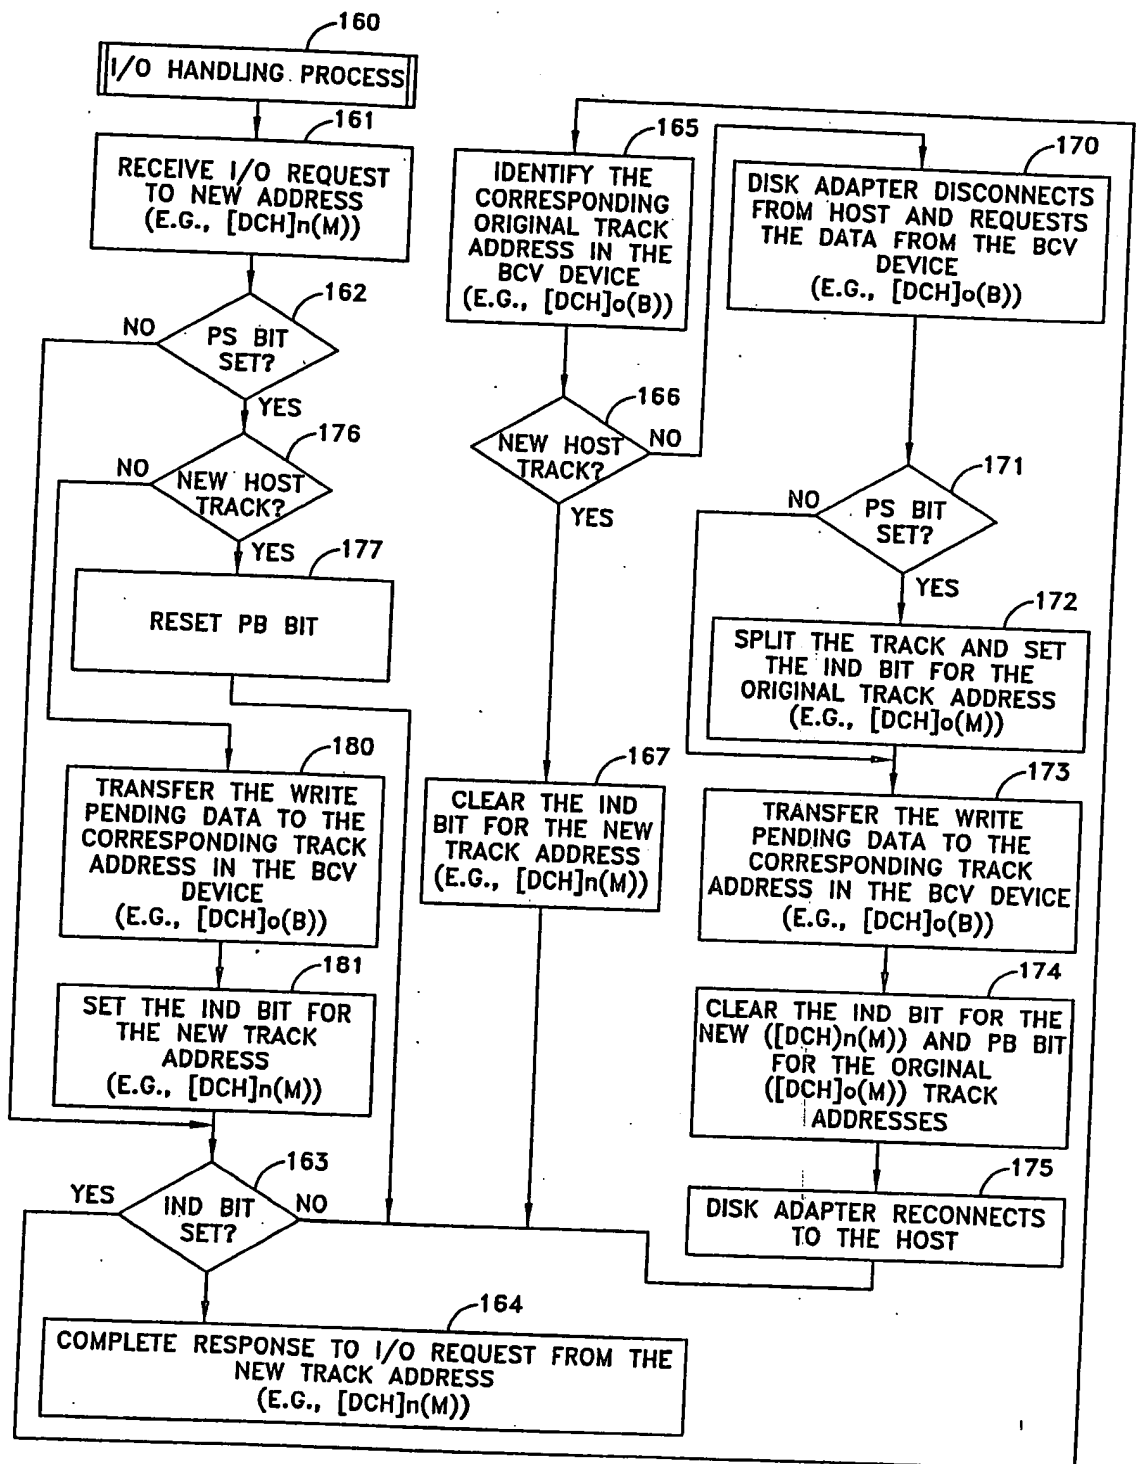 160
I/O HANDLING PROCESS
161
RECEIVE I/O REQUEST
TO NEW ADDRESS
(E.G., [DCH]n(M))
162
PS BIT
SET?
NO
YES
176
NEW HOST
TRACK?
NO
YES
177
RESET PB BIT
180
TRANSFER THE WRITE
PENDING DATA TO THE
CORRESPONDING TRACK
ADDRESS IN THE BCV
DEVICE
(E.G., [DCH]o(B))
181
SET THE IND BIT FOR
THE NEW TRACK
ADDRESS
(E.G., [DCH]n(M))
163
YES
IND BIT
SET?
NO
164
COMPLETE RESPONSE TO I/O REQUEST FROM THE
NEW TRACK ADDRESS
(E.G., [DCH]n(M))
165
IDENTIFY THE
CORRESPONDING
ORIGINAL TRACK
ADDRESS IN THE
BCV DEVICE
(E.G., [DCH]o(B))
166
NEW HOST
TRACK?
NO
YES
167
CLEAR THE IND
BIT FOR THE NEW
TRACK ADDRESS
(E.G., [DCH]n(M))
170
DISK ADAPTER DISCONNECTS
FROM HOST AND REQUESTS
THE DATA FROM THE BCV
DEVICE
(E.G., [DCH]o(B))
171
NO
PS BIT
SET?
YES
172
SPLIT THE TRACK AND SET
THE IND BIT FOR THE
ORIGINAL TRACK ADDRESS
(E.G., [DCH]o(M))
173
TRANSFER THE WRITE
PENDING DATA TO THE
CORRESPONDING TRACK
ADDRESS IN THE BCV DEVICE
(E.G., [DCH]o(B))
174
CLEAR THE IND BIT FOR THE
NEW ([DCH)n(M)) AND PB BIT
FOR THE ORGINAL
([DCH]o(M)) TRACK
ADDRESSES
175
DISK ADAPTER RECONNECTS
TO THE HOST